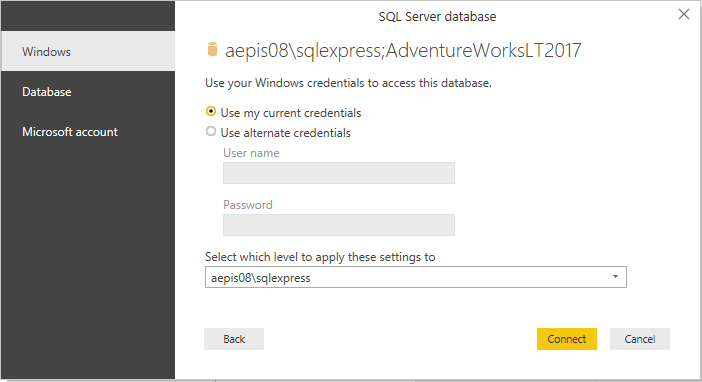 SQL Server database
Windows
Database
Microsoft account
aepis08\sqlexpress;AdventureWorksLT2017
Use your Windows credentials to access this database.
Use my current credentials
Use alternate credentials
User name
Password
Select which level to apply these settings to
aepis08\sqlexpress
Back
Connect
Cancel